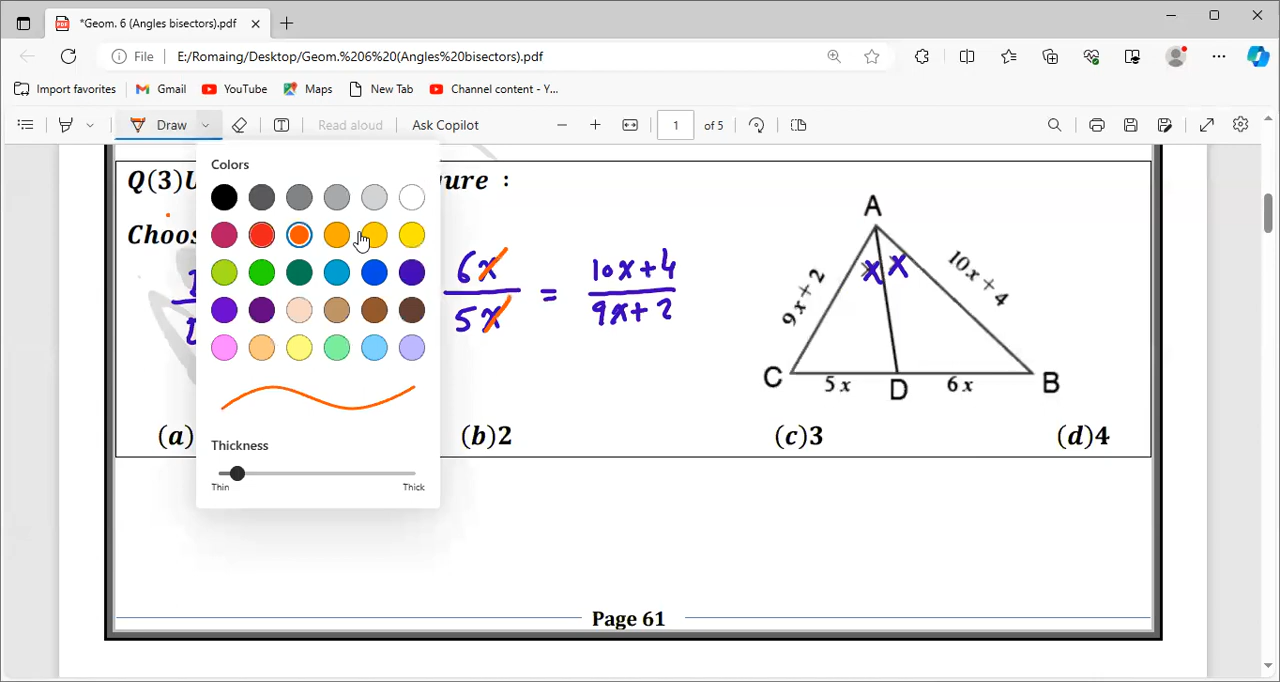 *Geom. 6 (Angles bisectors).pdf
File
E:/Romaing/Desktop/Geom.%206%20(Angles%20bisectors).pdf
Import favorites
Gmail
YouTube
Maps
New Tab
Channel content - Y...
Draw
Read aloud
Ask Copilot
1
of 5
Colors
Thickness
Thin
Thick
Q(3)U
ure :
Choos
6x/5x = 10x+4/9x+2
A
x x
9x + 2
10x + 4
C
5x
D
6x
B
(a)
(b)2
(c)3
(d)4
Page 61